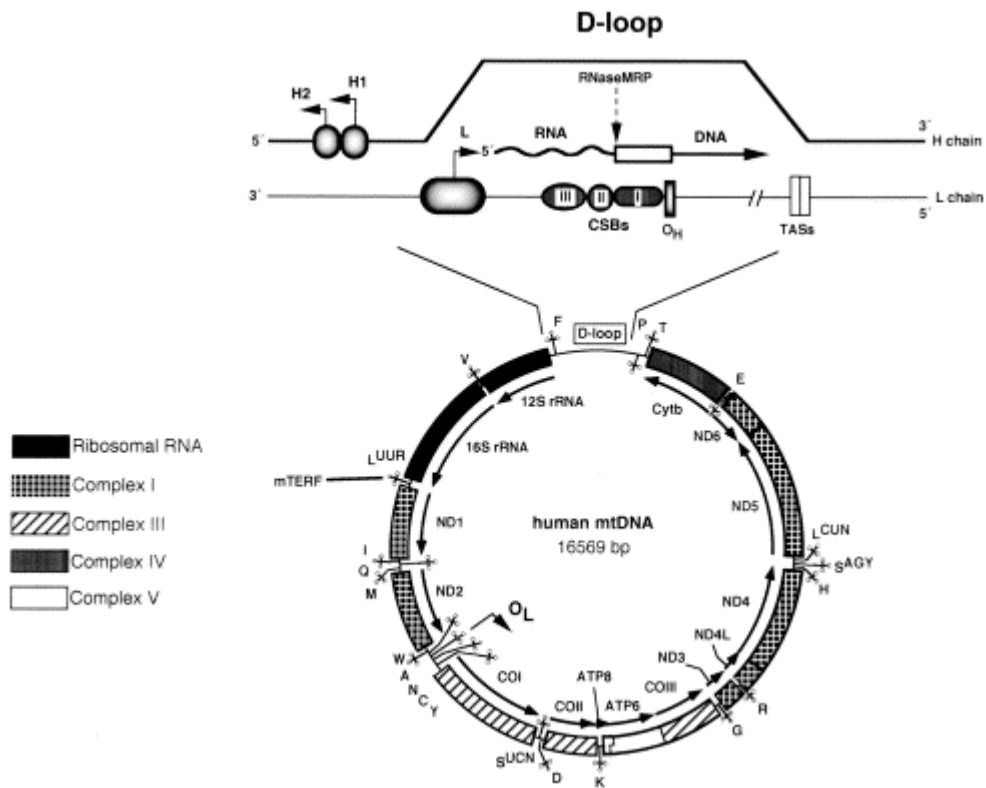 D-loop
RNaseMRP
H2
H1
L
5´
RNA
DNA
5´
3´
H chain
3´
III
II
I
L chain
5´
CSBs
OH
TASs
F
D-loop
P
T
V
E
12S rRNA
Cytb
16S rRNA
ND6
LUUR
mTERF
Ribosomal RNA
Complex I
Complex III
Complex IV
Complex V
ND1
human mtDNA
16569 bp
ND5
I
Q
M
LCUN
SAGY
H
ND2
OL
ND4
ND4L
ND3
W
A
N
C
Y
COI
ATP8
COII
ATP6
COIII
R
G
SUCN
D
K